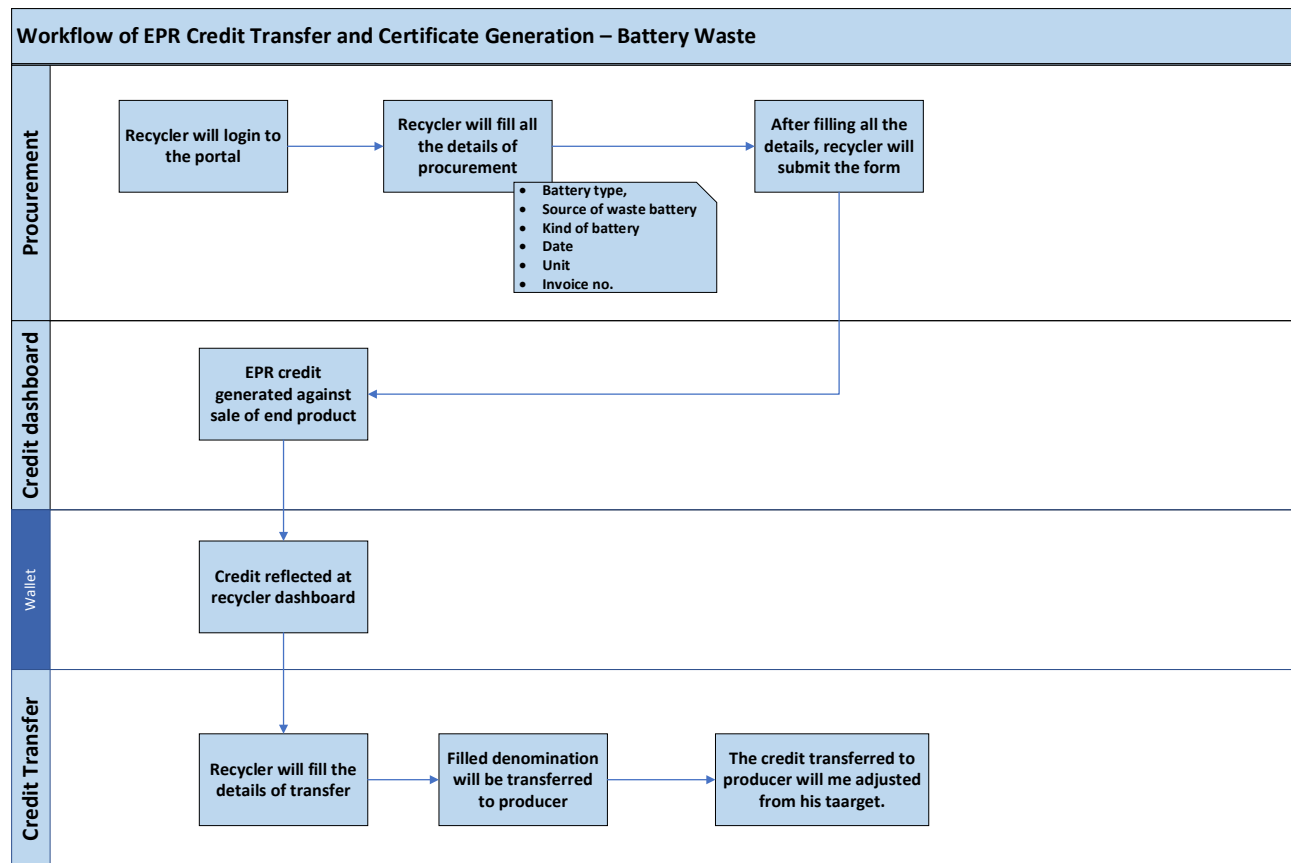 Workflow of EPR Credit Transfer and Certificate Generation – Battery Waste
Procurement
Recycler will login to
the portal
Recycler will fill all
the details of
procurement
• Battery type,
• Source of waste battery
• Kind of battery
• Date
• Unit
• Invoice no.
After filling all the
details, recycler will
submit the form
Credit dashboard
EPR credit
generated against
sale of end product
Wallet
Credit reflected at
recycler dashboard
Credit Transfer
Recycler will fill the
details of transfer
Filled denomination
will be transferred
to producer
The credit transferred to
producer will me adjusted
from his taarget.